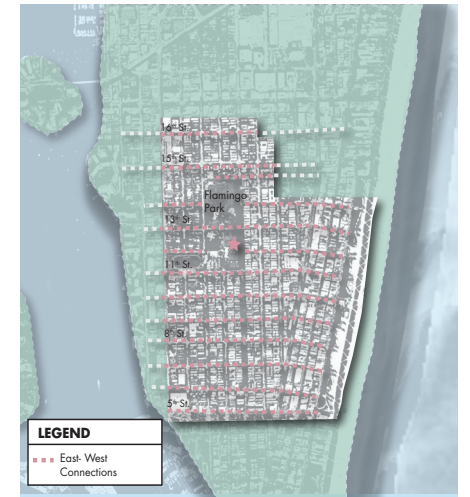 16th St.
15th St.
Flamingo
Park
13th St.
11th St.
8th St.
5th St.
LEGEND
East- West
Connections